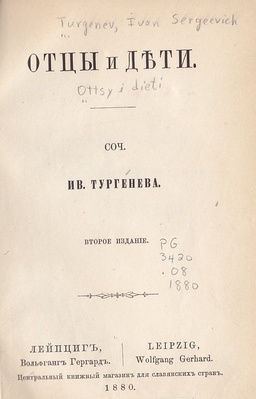 Turgenev, Ivan Sergeevich
ОТЦЫ и ДѢТИ.
Ottsy i dieti
СОЧ.
ИВ. ТУРГЕНЕВА.
ВТОРОЕ ИЗДАНІЕ.
PG
3420
.08
1880
ЛЕЙПЦИГЪ, LEIPZIG,
Вольфгангъ Гергардъ. Wolfgang Gerhard.
Центральный книжный магазинъ для славянскихъ странъ.
1880.